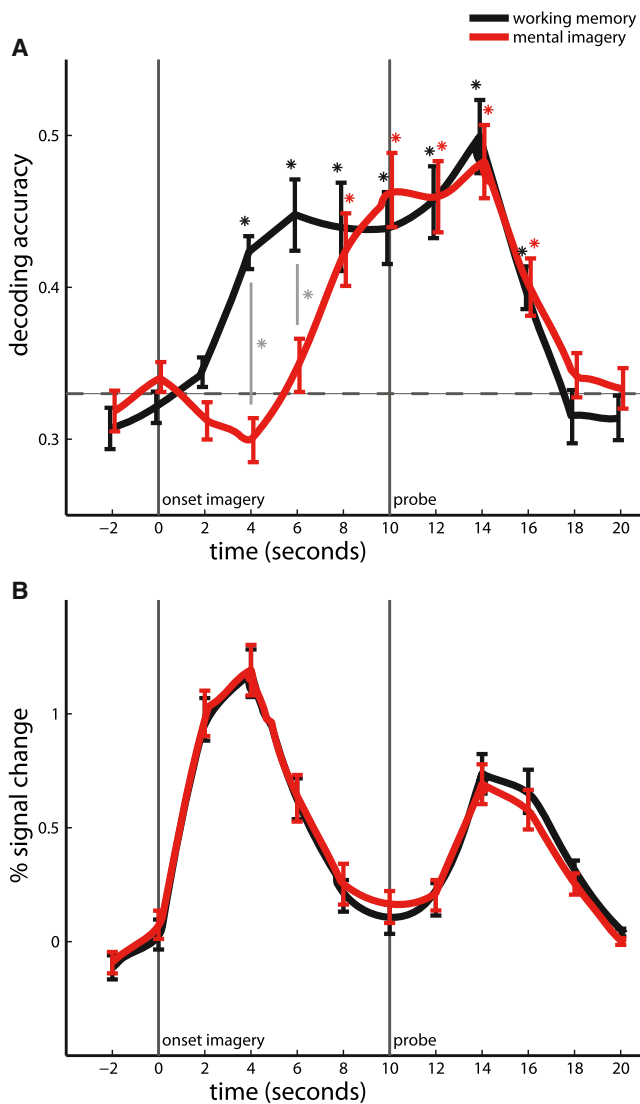 working memory
mental imagery
A
decoding accuracy
0.5
0.4
0.3
onset imagery
probe
−2 0 2 4 6 8 10 12 14 16 18 20
time (seconds)
B
% signal change
1
0.5
0
onset imagery
probe
−2 0 2 4 6 8 10 12 14 16 18 20
time (seconds)